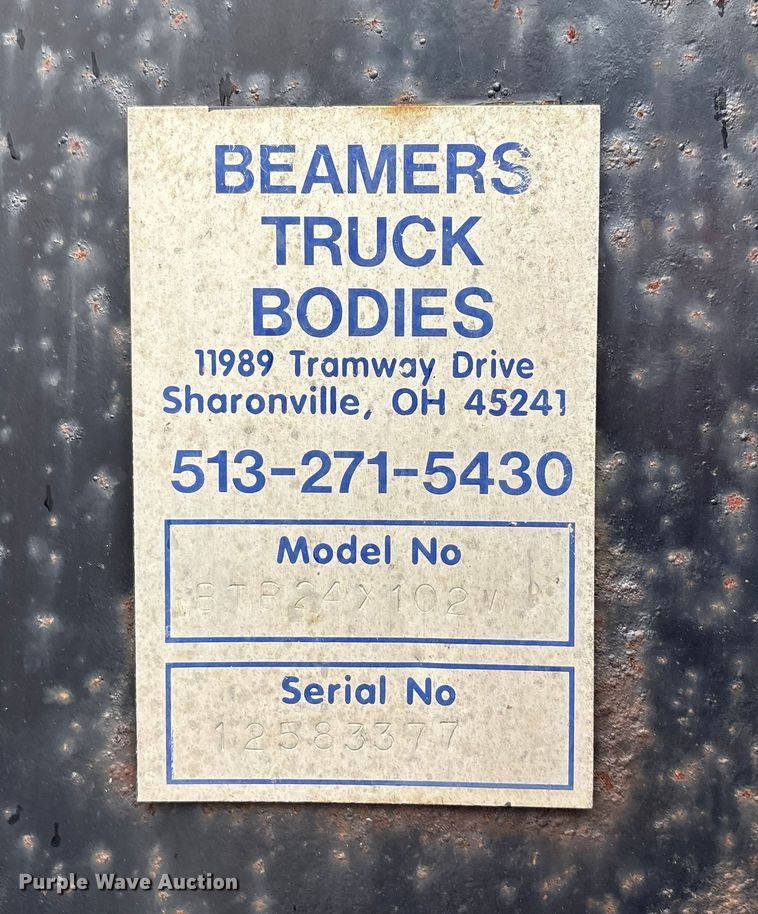 BEAMERS
TRUCK
BODIES
11989 Tramway Drive
Sharonville, OH 45241
513-271-5430
Model No
Serial No
12583377
Purple Wave Auction